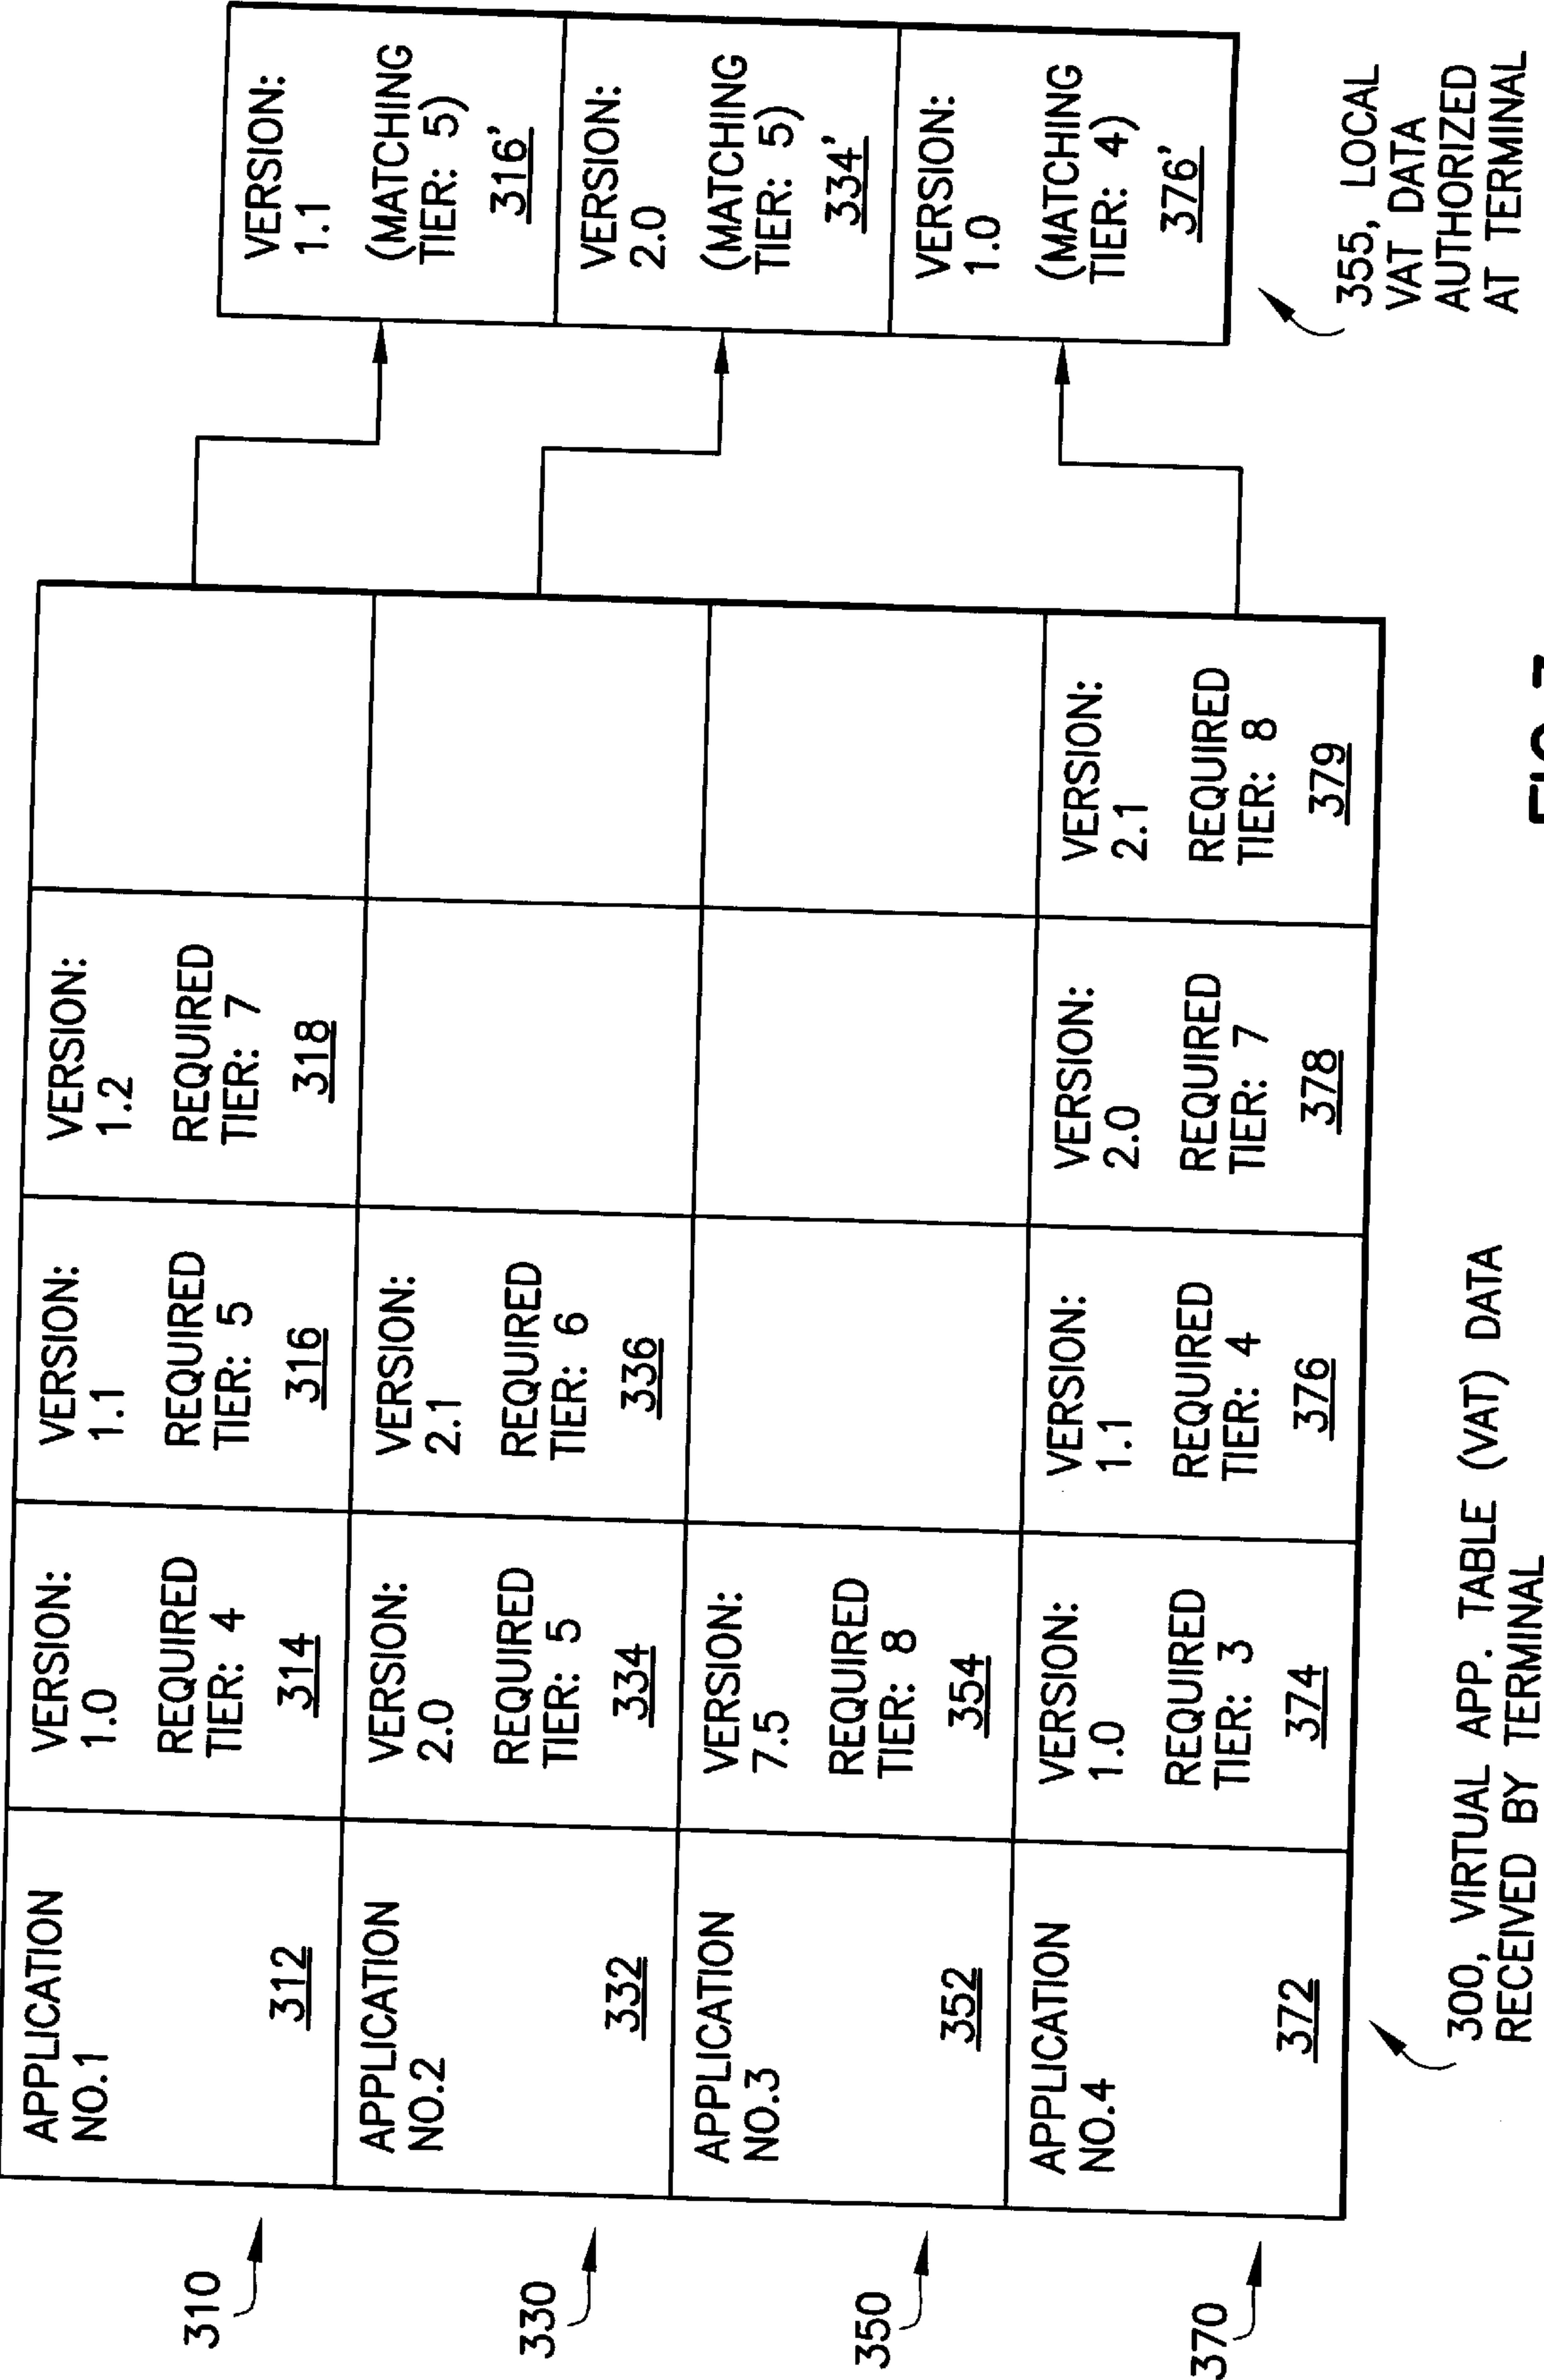 310
APPLICATION
NO.1
312
VERSION:
1.0
REQUIRED
TIER: 4
314
VERSION:
1.1
REQUIRED
TIER: 5
316
VERSION:
1.2
REQUIRED
TIER: 7
318
330
APPLICATION
NO.2
332
VERSION:
2.0
REQUIRED
TIER: 5
334
VERSION:
2.1
REQUIRED
TIER: 6
336
350
APPLICATION
NO.3
352
VERSION:
7.5
REQUIRED
TIER: 8
354
370
APPLICATION
NO.4
372
VERSION:
1.0
REQUIRED
TIER: 3
374
VERSION:
1.1
REQUIRED
TIER: 4
376
VERSION:
2.0
REQUIRED
TIER: 7
378
VERSION:
2.1
REQUIRED
TIER: 8
379
VERSION:
1.1
(MATCHING
TIER: 5)
316'
VERSION:
2.0
(MATCHING
TIER: 5)
334'
VERSION:
1.0
(MATCHING
TIER: 4)
376'
300, VIRTUAL APP. TABLE (VAT) DATA
RECEIVED BY TERMINAL
355, LOCAL
VAT DATA
AUTHORIZED
AT TERMINAL